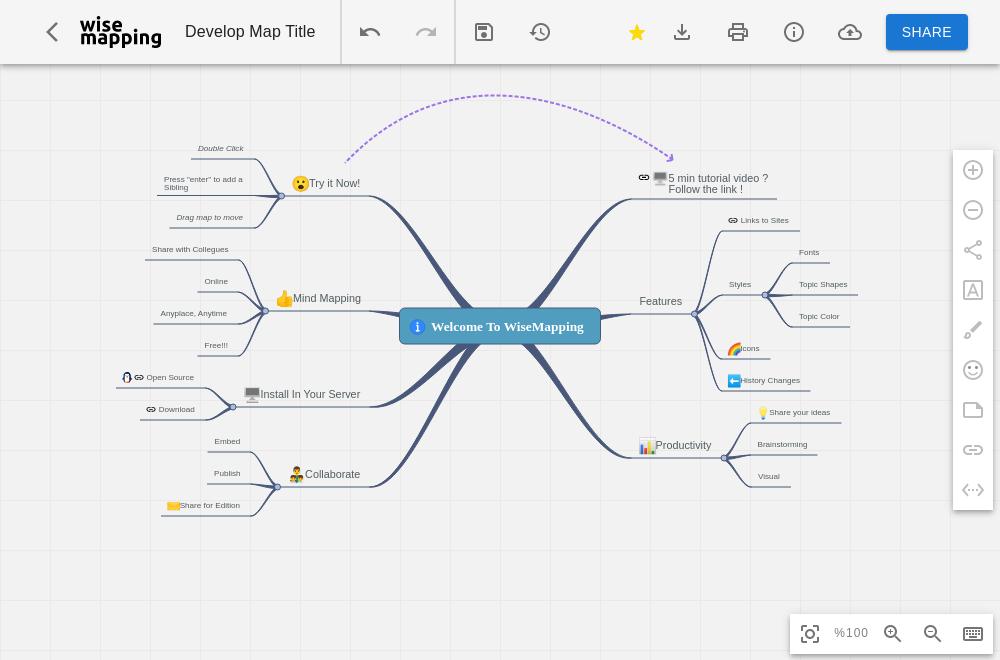 wise
mapping
Develop Map Title
SHARE
Double Click
Press "enter" to add a
Sibling
Drag map to move
Try it Now!
Share with Collegues
Online
Anyplace, Anytime
Free!!!
Mind Mapping
Open Source
Download
Install In Your Server
Embed
Publish
Share for Edition
Collaborate
Welcome To WiseMapping
5 min tutorial video ?
Follow the link !
Features
Links to Sites
Styles
Fonts
Topic Shapes
Topic Color
Icons
History Changes
Productivity
Share your ideas
Brainstorming
Visual
A
%100